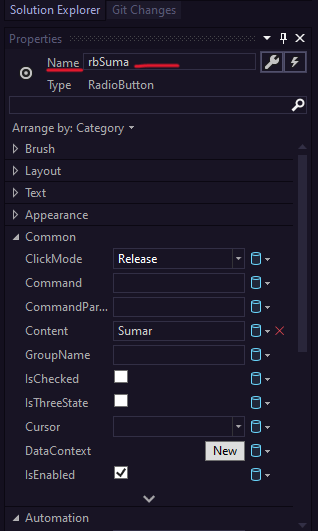 Solution Explorer Git Changes
Properties
Name rbSuma
Type RadioButton
Arrange by: Category
Brush
Layout
Text
Appearance
Common
ClickMode Release
Command
CommandPar...
Content Sumar
GroupName
IsChecked
IsThreeState
Cursor
DataContext New
IsEnabled
Automation